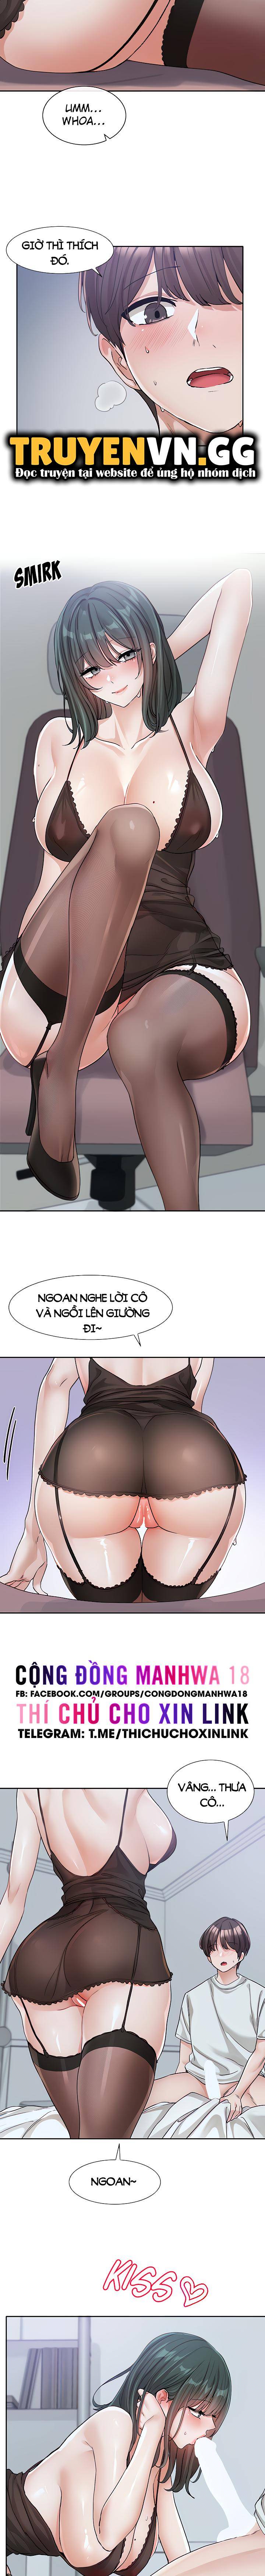 UMM...
WHOA...
GIỜ THÌ THÍCH
ĐÓ.
TRUYENVN.GG
Đọc truyện tại website để ủng hộ nhóm dịch
SMIRK
NGOAN NGHE LỜI CÔ
VÀ NGỒI LÊN GIƯỜNG
ĐI~
CỘNG ĐỒNG MANHWA 18
FB: FACEBOOK.COM/GROUPS/CONGDONGMANHWA18
THÍ CHỦ CHO XIN LINK
TELEGRAM: T.ME/THICHUCHOXINLINK
VÂNG... THƯA
CÔ...
NGOAN~
KISS